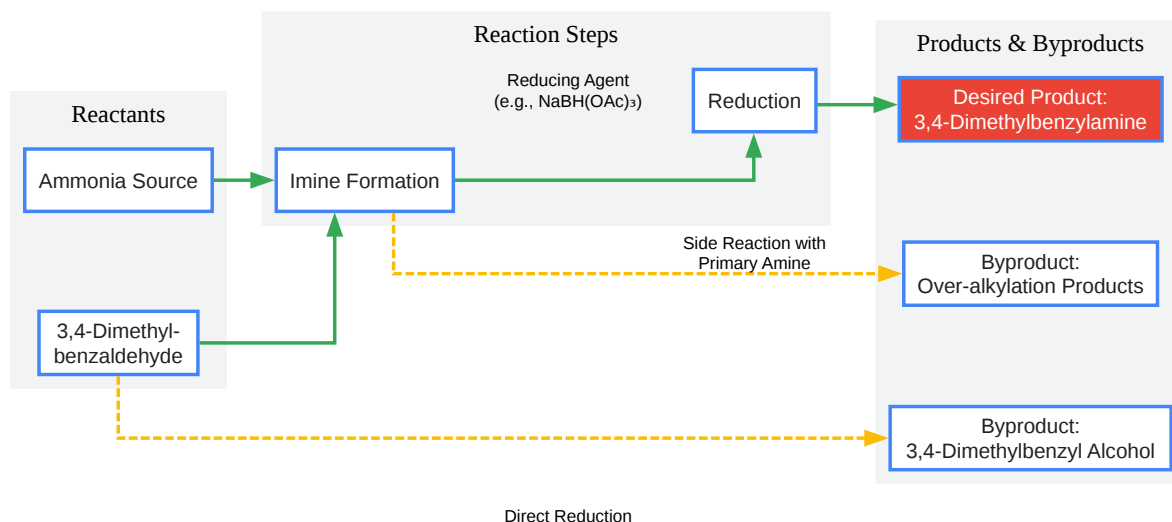 Reaction Steps
Products & Byproducts
Reactants
Reducing Agent
(e.g., NaBH(OAc)₃)
Reduction
Desired Product:
3,4-Dimethylbenzylamine
Ammonia Source
Imine Formation
Side Reaction with
Primary Amine
Byproduct:
Over-alkylation Products
3,4-Dimethyl-
benzaldehyde
Byproduct:
3,4-Dimethylbenzyl Alcohol
Direct Reduction